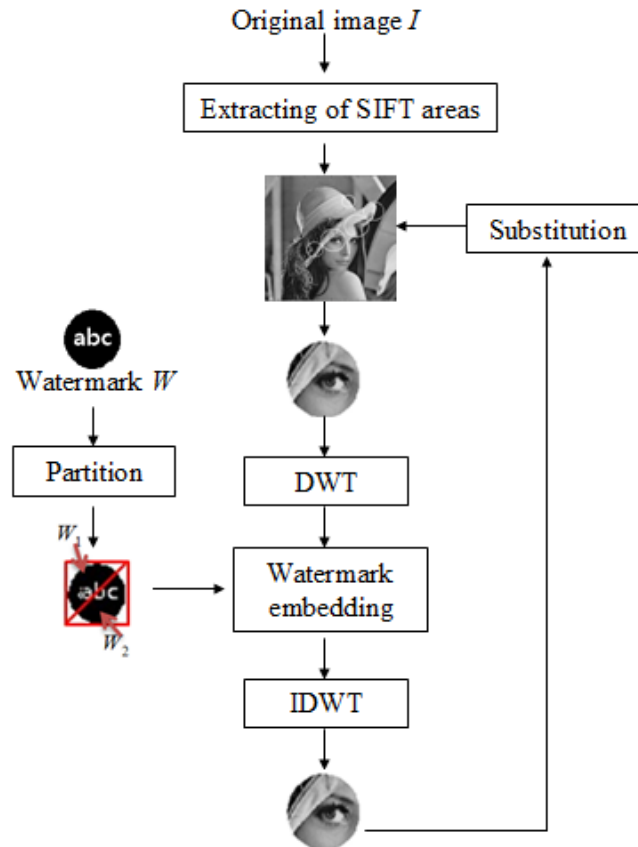 Original image I
Extracting of SIFT areas
Substitution
abc
Watermark W
Partition
DWT
W1
abc
W2
Watermark
embedding
IDWT